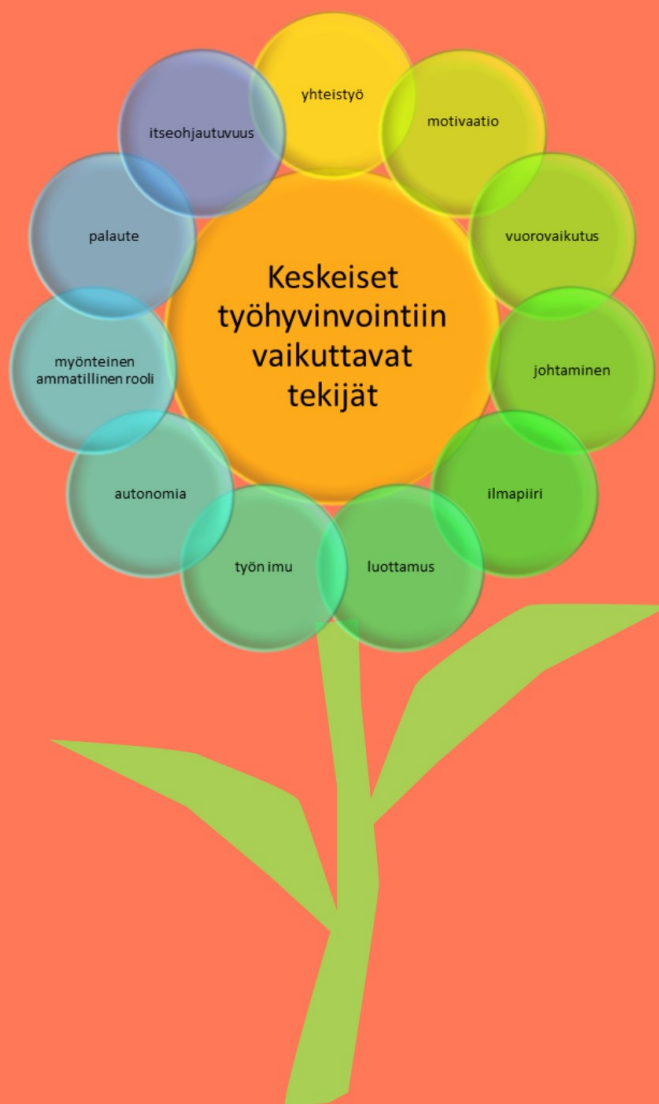 Keskeiset
työhyvinvointiin
vaikuttavat
tekijät
yhteistyö
motivaatio
vuorovaikutus
johtaminen
ilmapiiri
luottamus
työn imu
autonomia
myönteinen
ammatillinen rooli
palaute
itseohjautuvuus